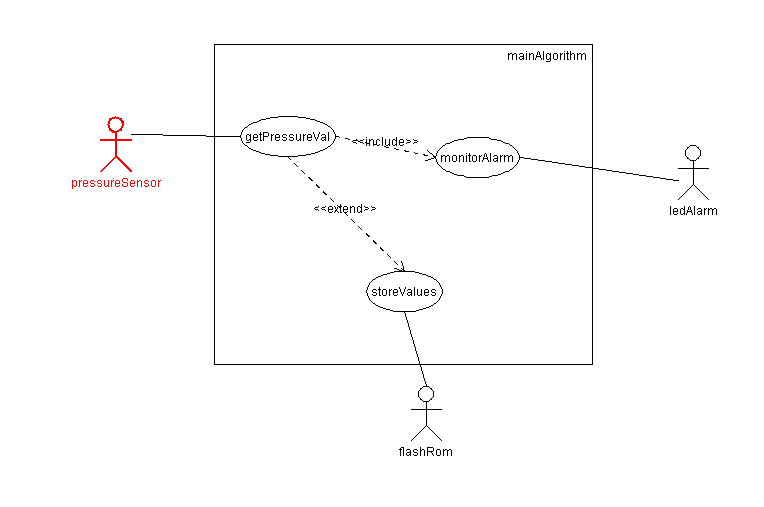 mainAlgorithm
getPressureVal
<<include>>
monitorAlarm
pressureSensor
ledAlarm
<<extend>>
storeValues
flashRom